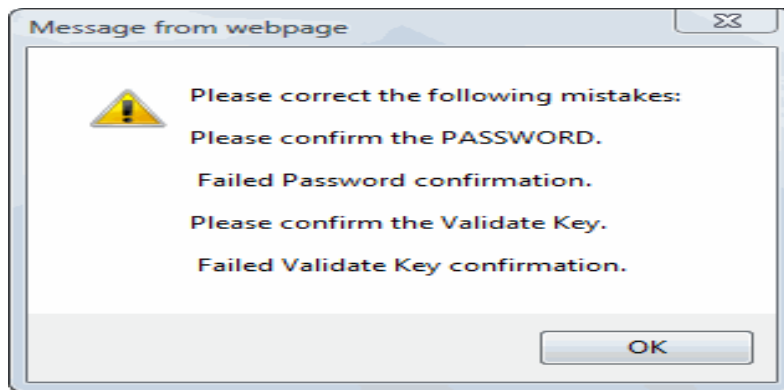 Message from webpage
Please correct the following mistakes:
Please confirm the PASSWORD.
Failed Password confirmation.
Please confirm the Validate Key.
Failed Validate Key confirmation.
OK